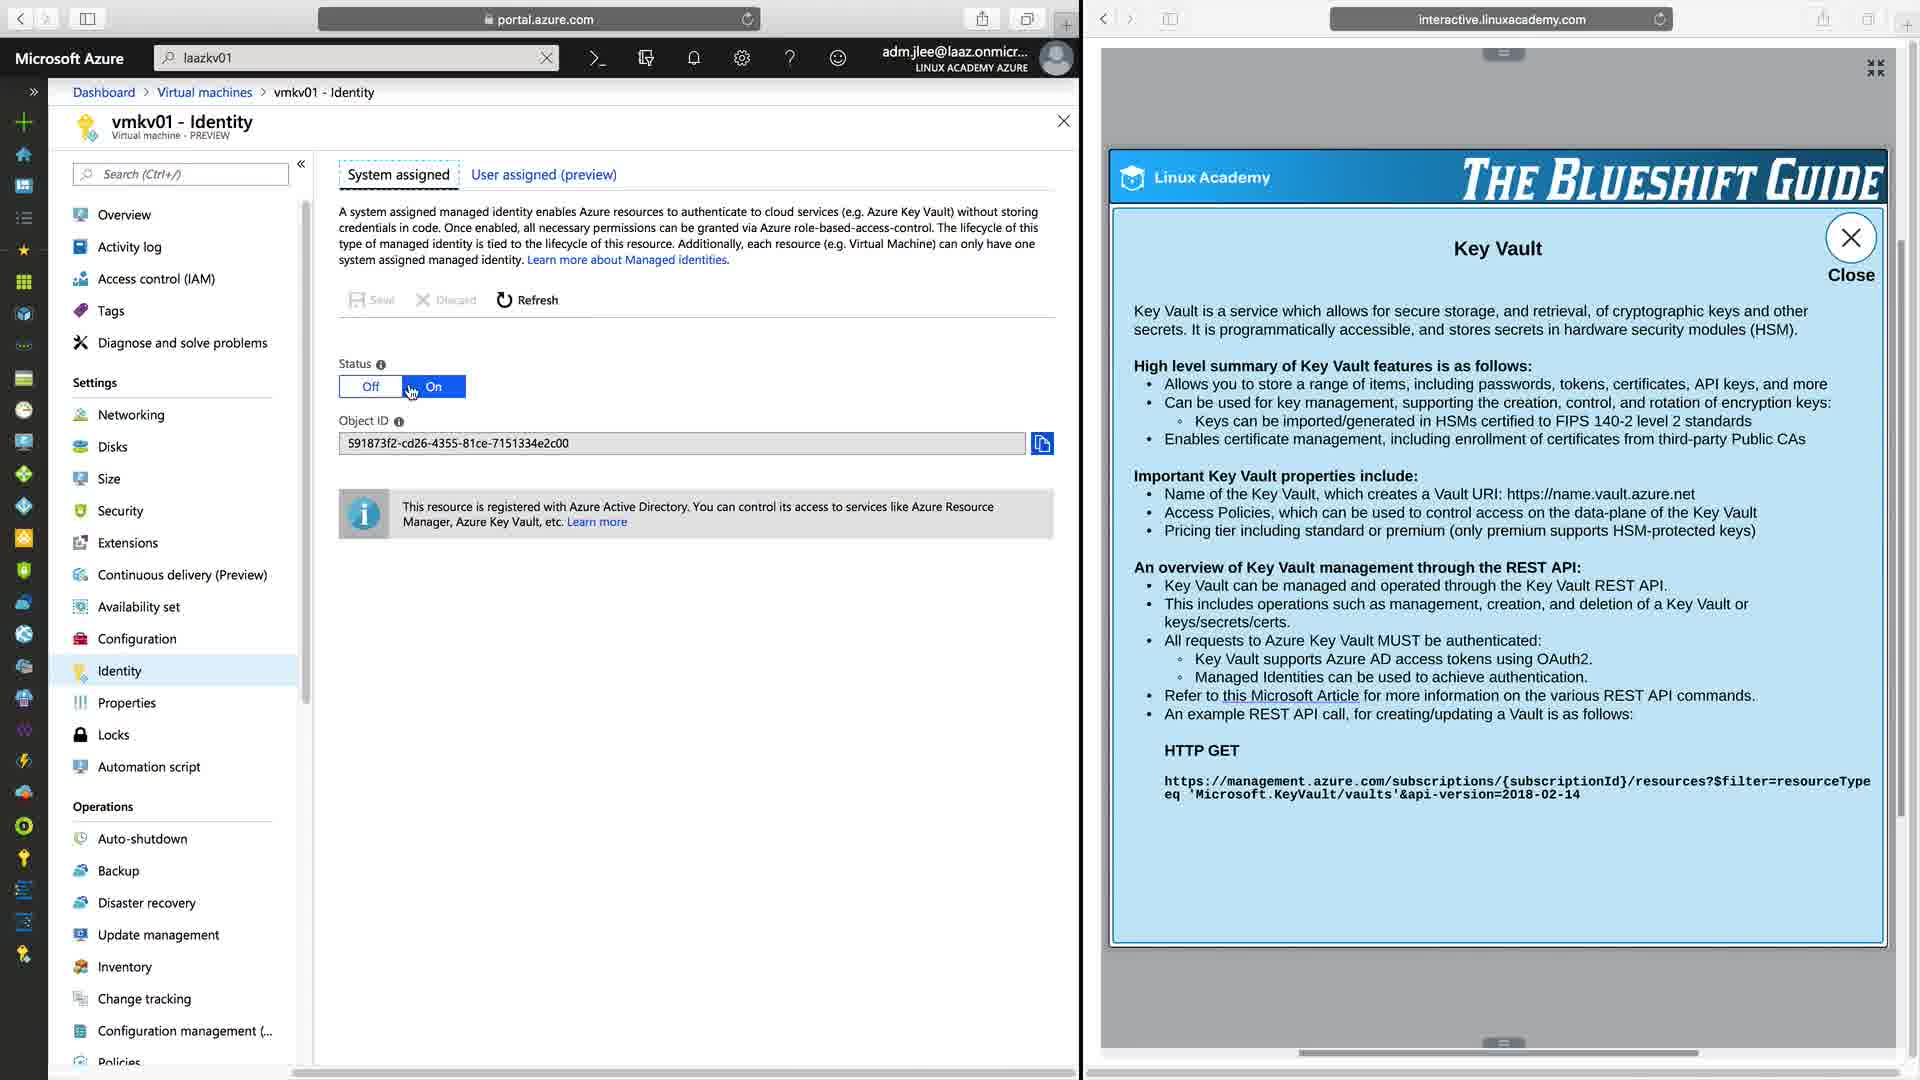 portal.azure.com
Microsoft Azure
laazkv01
adm.jlee@laaz.onmicr...
LINUX ACADEMY AZURE
Dashboard > Virtual machines > vmkv01 - Identity
vmkv01 - Identity
Virtual machine - PREVIEW
Search (Ctrl+/)
Overview
Activity log
Access control (IAM)
Tags
Diagnose and solve problems
Settings
Networking
Disks
Size
Security
Extensions
Continuous delivery (Preview)
Availability set
Configuration
Identity
Properties
Locks
Automation script
Operations
Auto-shutdown
Backup
Disaster recovery
Update management
Inventory
Change tracking
Configuration management (...
Policies
System assigned
User assigned (preview)
A system assigned managed identity enables Azure resources to authenticate to cloud services (e.g. Azure Key Vault) without storing
credentials in code. Once enabled, all necessary permissions can be granted via Azure role-based-access-control. The lifecycle of this
type of managed identity is tied to the lifecycle of this resource. Additionally, each resource (e.g. Virtual Machine) can only have one
system assigned managed identity. Learn more about Managed identities.
Save
Discard
Refresh
Status
Off
On
Object ID
591873f2-cd26-4355-81ce-7151334e2c00
This resource is registered with Azure Active Directory. You can control its access to services like Azure Resource
Manager, Azure Key Vault, etc. Learn more
interactive.linuxacademy.com
Linux Academy
THE BLUESHIFT GUIDE
Key Vault
Close
Key Vault is a service which allows for secure storage, and retrieval, of cryptographic keys and other
secrets. It is programmatically accessible, and stores secrets in hardware security modules (HSM).
High level summary of Key Vault features is as follows:
• Allows you to store a range of items, including passwords, tokens, certificates, API keys, and more
• Can be used for key management, supporting the creation, control, and rotation of encryption keys:
◦ Keys can be imported/generated in HSMs certified to FIPS 140-2 level 2 standards
• Enables certificate management, including enrollment of certificates from third-party Public CAs
Important Key Vault properties include:
• Name of the Key Vault, which creates a Vault URI: https://name.vault.azure.net
• Access Policies, which can be used to control access on the data-plane of the Key Vault
• Pricing tier including standard or premium (only premium supports HSM-protected keys)
An overview of Key Vault management through the REST API:
• Key Vault can be managed and operated through the Key Vault REST API.
• This includes operations such as management, creation, and deletion of a Key Vault or
keys/secrets/certs.
• All requests to Azure Key Vault MUST be authenticated:
◦ Key Vault supports Azure AD access tokens using OAuth2.
◦ Managed Identities can be used to achieve authentication.
• Refer to this Microsoft Article for more information on the various REST API commands.
• An example REST API call, for creating/updating a Vault is as follows:
HTTP GET
https://management.azure.com/subscriptions/{subscriptionId}/resources?$filter=resourceType
eq 'Microsoft.KeyVault/vaults'&api-version=2018-02-14